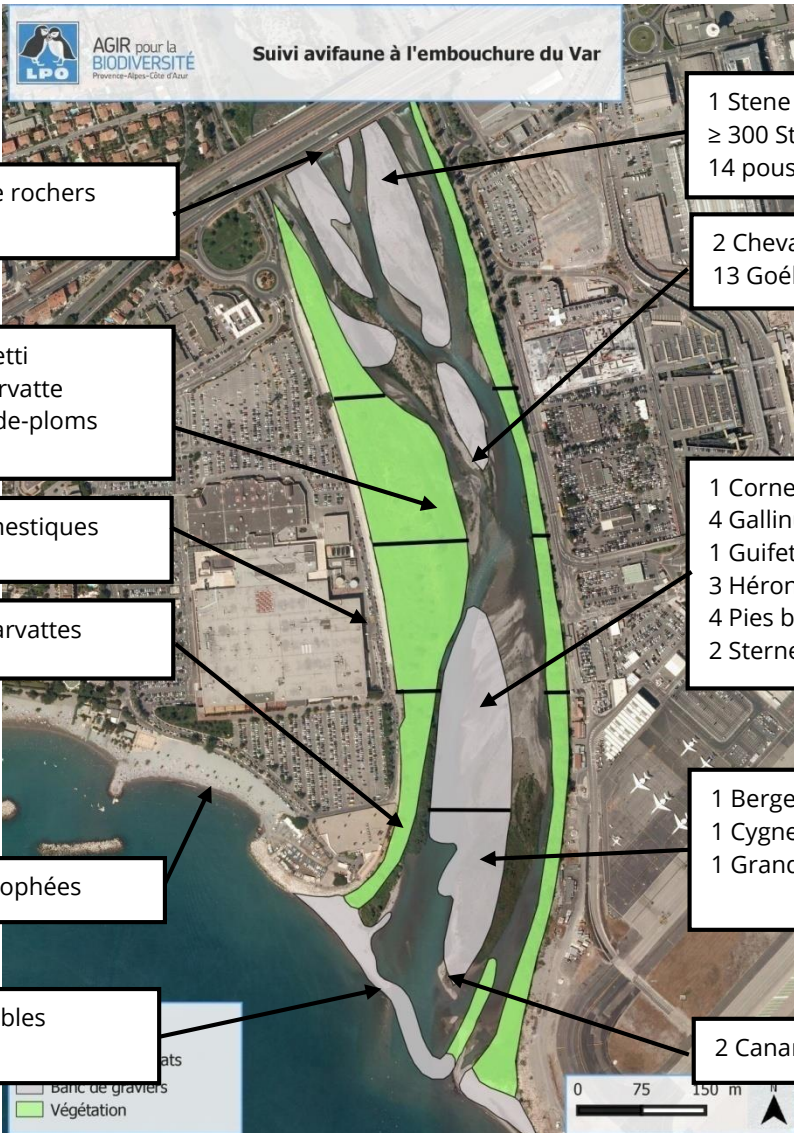 LPO
AGIR pour la
BIODIVERSITÉ
Provence-Alpes-Côte d'Azur
Suivi avifaune à l'embouchure du Var
1 Stene
≥ 300 St
14 pous
rochers
2 Cheva
13 Goél
etti
rvatte
de-ploms
1 Corne
4 Gallin
1 Guifet
3 Héron
4 Pies b
2 Sterne
nestiques
arvattes
1 Berge
1 Cygne
1 Grand
ophées
bles
2 Canar
ats
Banc de graviers
Végétation
0 75 150 m
N